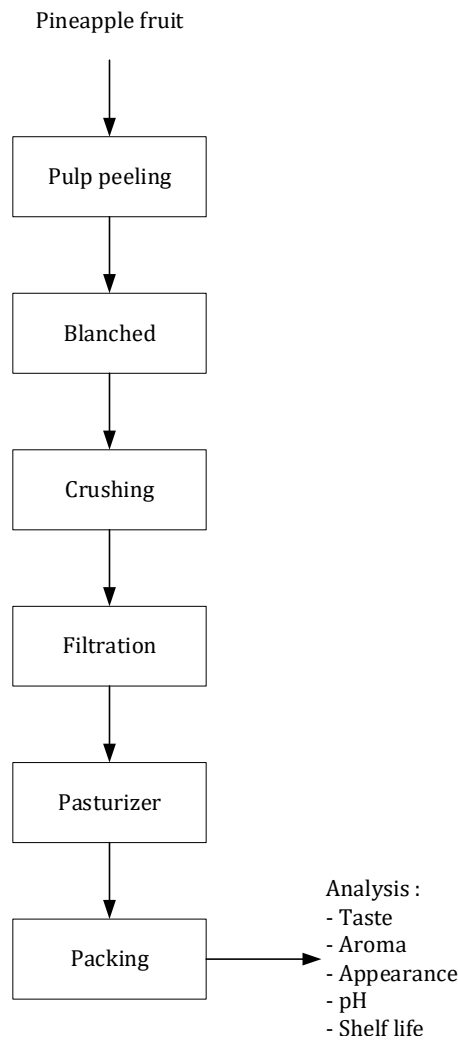 Pineapple fruit
Pulp peeling
Blanched
Crushing
Filtration
Pasturizer
Packing
Analysis :
- Taste
- Aroma
- Appearance
- pH
- Shelf life